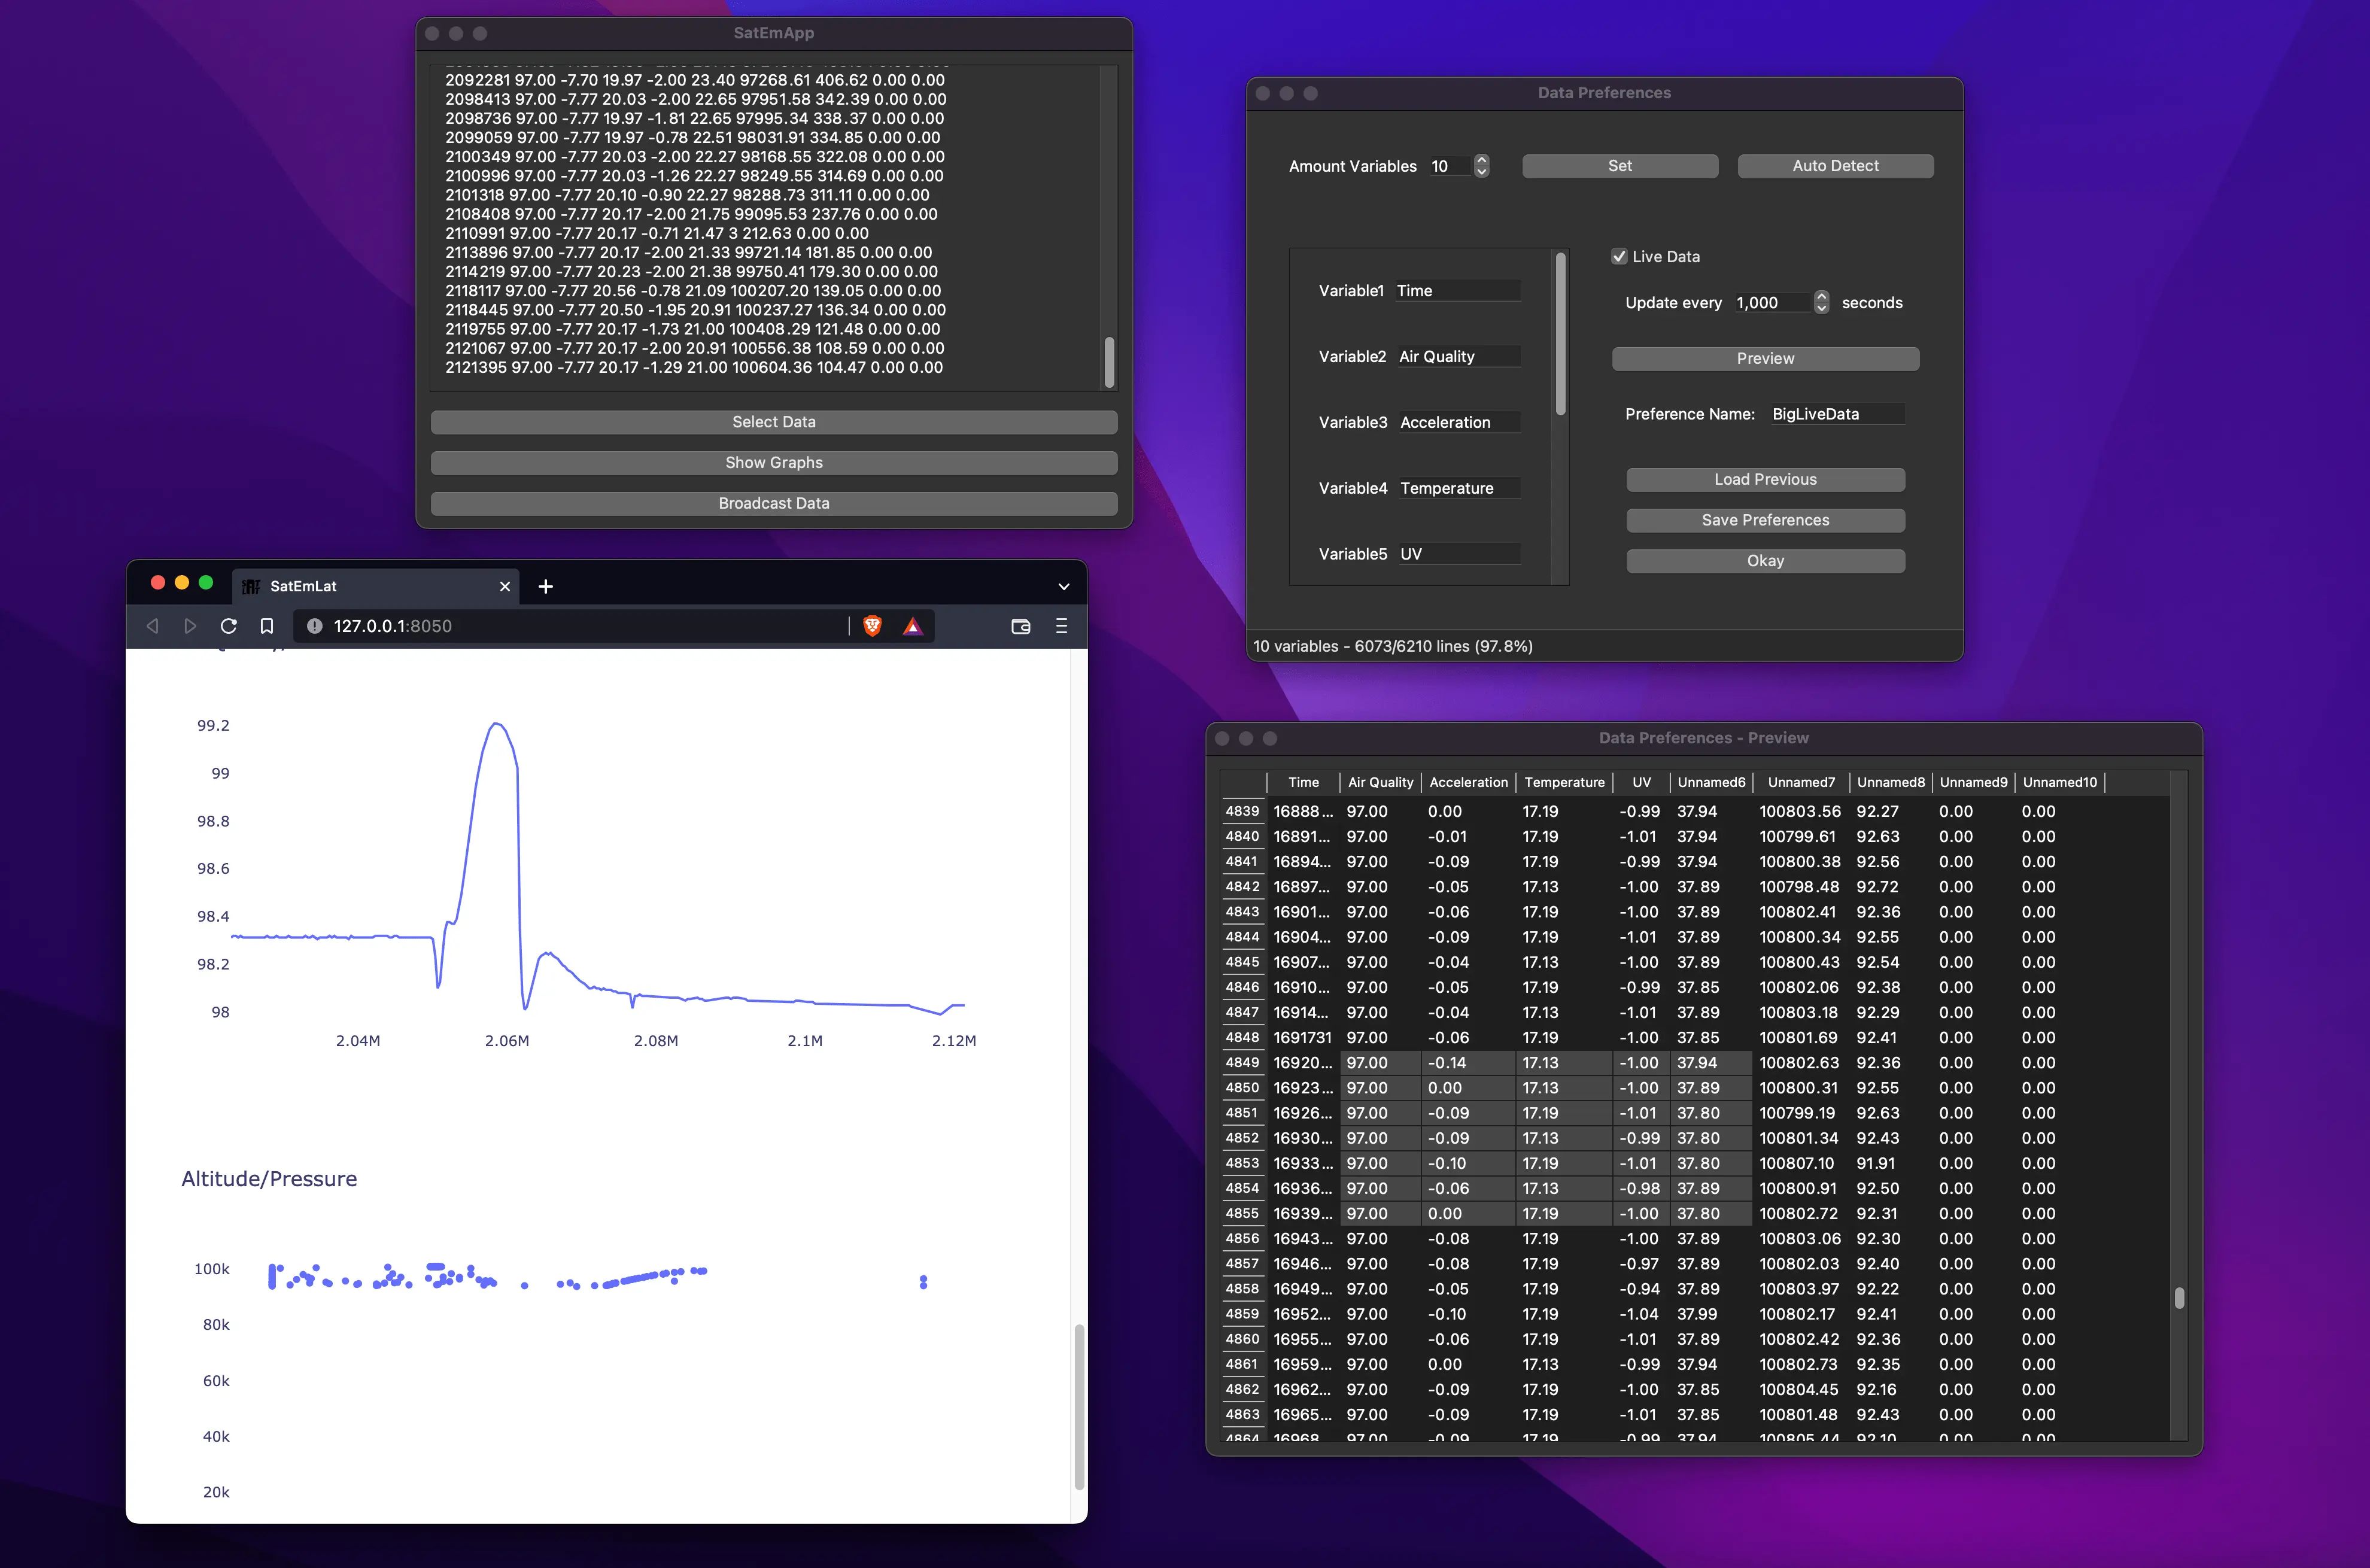 SatEmApp
2092281 97.00 -7.70 19.97 -2.00 23.40 97268.61 406.62 0.00 0.00
2098413 97.00 -7.77 20.03 -2.00 22.65 97951.58 342.39 0.00 0.00
2098736 97.00 -7.77 19.97 -1.81 22.65 97995.34 338.37 0.00 0.00
2099059 97.00 -7.77 19.97 -0.78 22.51 98031.91 334.85 0.00 0.00
2100349 97.00 -7.77 20.03 -2.00 22.27 98168.55 322.08 0.00 0.00
2100996 97.00 -7.77 20.03 -1.26 22.27 98249.55 314.69 0.00 0.00
2101318 97.00 -7.77 20.10 -0.90 22.27 98288.73 311.11 0.00 0.00
2108408 97.00 -7.77 20.17 -2.00 21.75 99095.53 237.76 0.00 0.00
2110991 97.00 -7.77 20.17 -0.71 21.47 3 212.63 0.00 0.00
2113896 97.00 -7.77 20.17 -2.00 21.33 99721.14 181.85 0.00 0.00
2114219 97.00 -7.77 20.23 -2.00 21.38 99750.41 179.30 0.00 0.00
2118117 97.00 -7.77 20.56 -0.78 21.09 100207.20 139.05 0.00 0.00
2118445 97.00 -7.77 20.50 -1.95 20.91 100237.27 136.34 0.00 0.00
2119755 97.00 -7.77 20.17 -1.73 21.00 100408.29 121.48 0.00 0.00
2121067 97.00 -7.77 20.17 -2.00 20.91 100556.38 108.59 0.00 0.00
2121395 97.00 -7.77 20.17 -1.29 21.00 100604.36 104.47 0.00 0.00
Select Data
Show Graphs
Broadcast Data
Data Preferences
Amount Variables 10 Set Auto Detect
Variable1 Time
Variable2 Air Quality
Variable3 Acceleration
Variable4 Temperature
Variable5 UV
Live Data
Update every 1,000 seconds
Preview
Preference Name: BigLiveData
Load Previous
Save Preferences
Okay
10 variables - 6073/6210 lines (97.8%)
SatEmLat
127.0.0.1:8050
99.2
99
98.8
98.6
98.4
98.2
98
2.04M 2.06M 2.08M 2.1M 2.12M
Altitude/Pressure
100k
80k
60k
40k
20k
Data Preferences - Preview
Time Air Quality Acceleration Temperature UV Unnamed6 Unnamed7 Unnamed8 Unnamed9 Unnamed10
4839 16888... 97.00 0.00 17.19 -0.99 37.94 100803.56 92.27 0.00 0.00
4840 16891... 97.00 -0.01 17.19 -1.01 37.94 100799.61 92.63 0.00 0.00
4841 16894... 97.00 -0.09 17.19 -0.99 37.94 100800.38 92.56 0.00 0.00
4842 16897... 97.00 -0.05 17.13 -1.00 37.89 100798.48 92.72 0.00 0.00
4843 16901... 97.00 -0.06 17.19 -1.00 37.89 100802.41 92.36 0.00 0.00
4844 16904... 97.00 -0.09 17.19 -1.01 37.89 100800.34 92.55 0.00 0.00
4845 16907... 97.00 -0.04 17.13 -1.00 37.89 100800.43 92.54 0.00 0.00
4846 16910... 97.00 -0.05 17.19 -0.99 37.85 100802.06 92.38 0.00 0.00
4847 16914... 97.00 -0.04 17.13 -1.01 37.89 100803.18 92.29 0.00 0.00
4848 1691731 97.00 -0.06 17.19 -1.00 37.85 100801.69 92.41 0.00 0.00
4849 16920... 97.00 -0.14 17.13 -1.00 37.94 100802.63 92.36 0.00 0.00
4850 16923... 97.00 0.00 17.13 -1.00 37.89 100800.31 92.55 0.00 0.00
4851 16926... 97.00 -0.09 17.19 -1.01 37.80 100799.19 92.63 0.00 0.00
4852 16930... 97.00 -0.09 17.13 -0.99 37.80 100801.34 92.43 0.00 0.00
4853 16933... 97.00 -0.10 17.19 -1.01 37.80 100807.10 91.91 0.00 0.00
4854 16936... 97.00 -0.06 17.13 -0.98 37.89 100800.91 92.50 0.00 0.00
4855 16939... 97.00 0.00 17.19 -1.00 37.80 100802.72 92.31 0.00 0.00
4856 16943... 97.00 -0.08 17.19 -1.00 37.89 100803.06 92.30 0.00 0.00
4857 16946... 97.00 -0.08 17.19 -0.97 37.89 100802.03 92.40 0.00 0.00
4858 16949... 97.00 -0.05 17.19 -0.94 37.89 100803.97 92.22 0.00 0.00
4859 16952... 97.00 -0.10 17.19 -1.04 37.99 100802.17 92.41 0.00 0.00
4860 16955... 97.00 -0.06 17.19 -1.01 37.89 100802.42 92.36 0.00 0.00
4861 16959... 97.00 0.00 17.13 -0.99 37.94 100802.73 92.35 0.00 0.00
4862 16962... 97.00 -0.09 17.19 -1.00 37.85 100804.45 92.16 0.00 0.00
4863 16965... 97.00 -0.09 17.19 -1.01 37.85 100801.48 92.43 0.00 0.00
4864 16968 97.00 -0.09 17.19 -0.99 37.94 100805.44 92.10 0.00 0.00